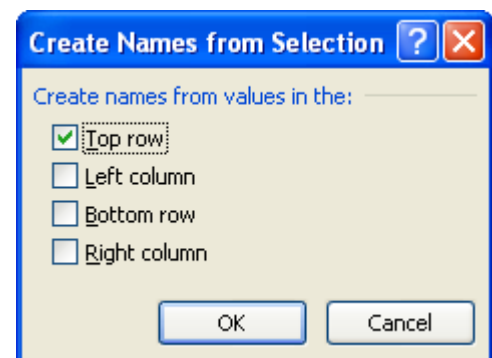 Create Names from Selection ?
Create names from values in the:
Top row
Left column
Bottom row
Right column
OK Cancel